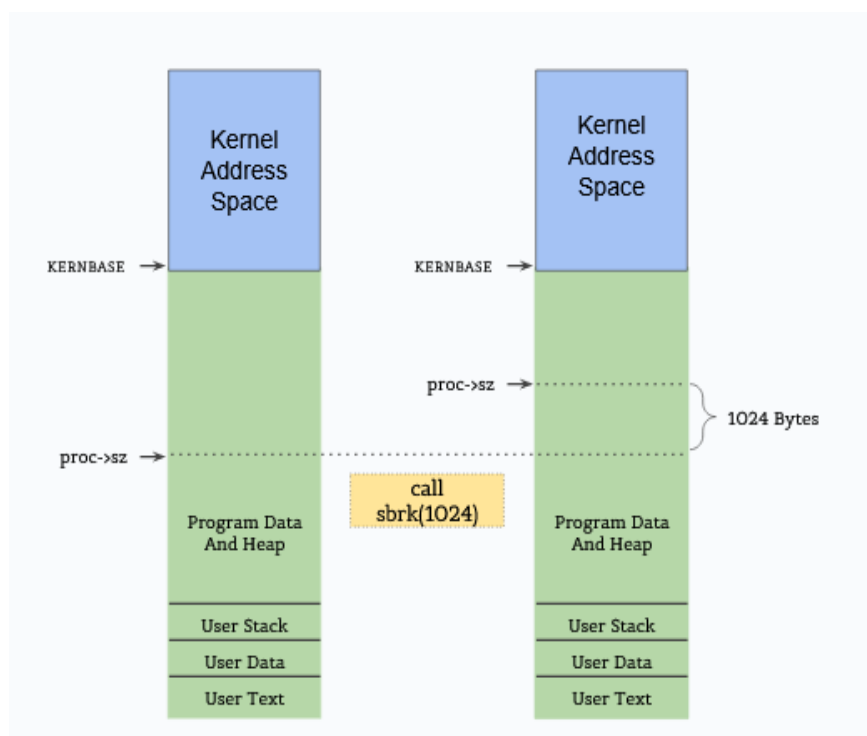 Kernel
Address
Space
KERNBASE
proc->sz
Program Data
And Heap
User Stack
User Data
User Text
call
sbrk(1024)
Kernel
Address
Space
KERNBASE
proc->sz
1024 Bytes
Program Data
And Heap
User Stack
User Data
User Text